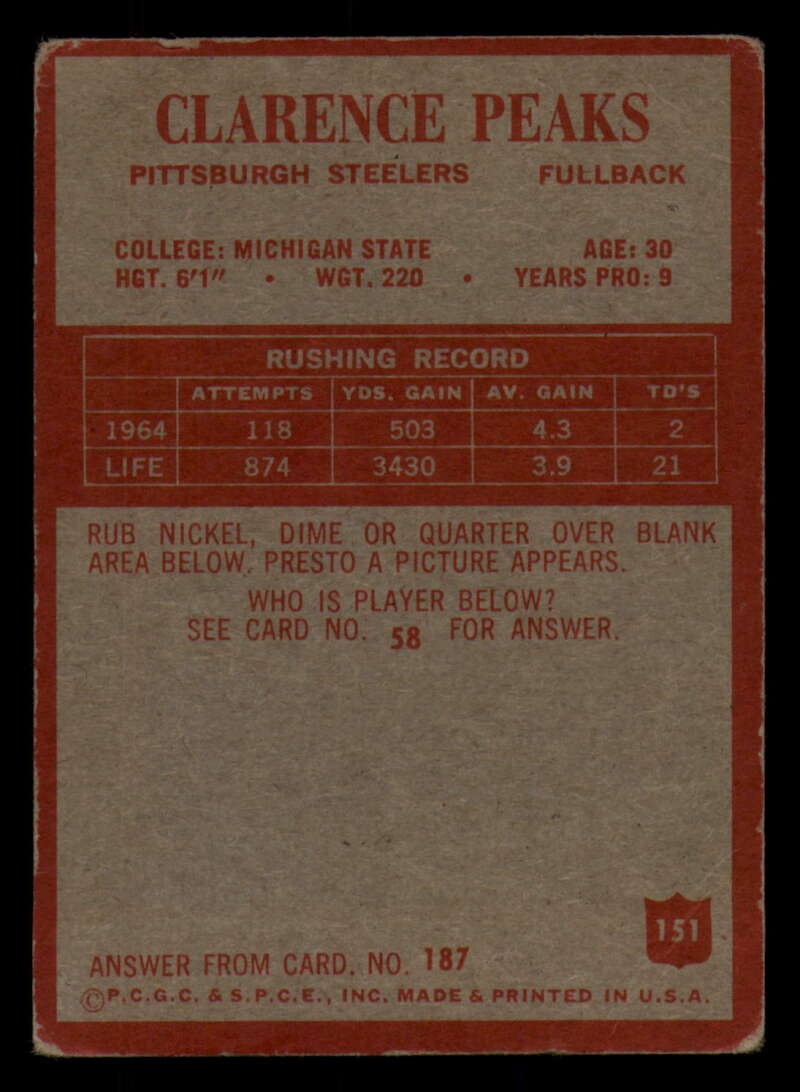 CLARENCE PEAKS
PITTSBURGH STEELERS FULLBACK
COLLEGE: MICHIGAN STATE AGE: 30
HGT. 6'1" • WGT. 220 • YEARS PRO: 9
RUSHING RECORD
ATTEMPTS YDS. GAIN AV. GAIN TD'S
1964 118 503 4.3 2
LIFE 874 3430 3.9 21
RUB NICKEL, DIME OR QUARTER OVER BLANK
AREA BELOW. PRESTO A PICTURE APPEARS.
WHO IS PLAYER BELOW?
SEE CARD NO. 58 FOR ANSWER.
151
ANSWER FROM CARD. NO. 187
©P.C.G.C. & S.P.C.E., INC. MADE & PRINTED IN U.S.A.